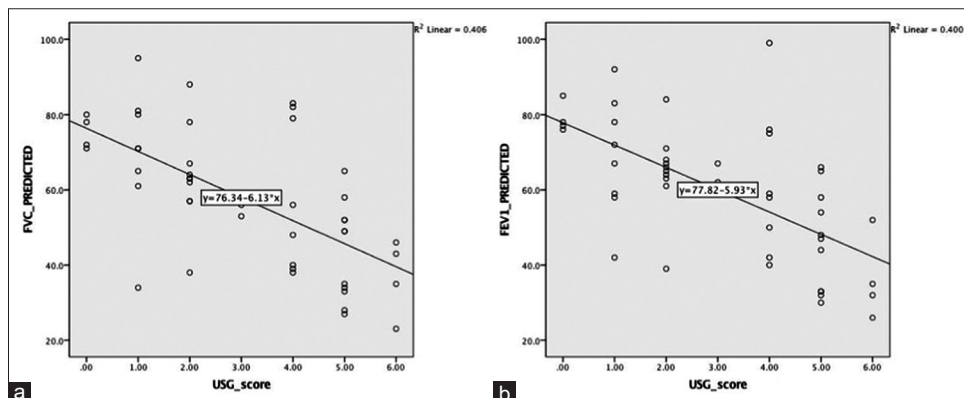 R² Linear = 0.406
100.0
80.0
60.0
40.0
20.0
FVC_PREDICTED
y=76.34-6.13*x
.00 1.00 2.00 3.00 4.00 5.00 6.00
USG_score
a
R² Linear = 0.400
100.0
80.0
60.0
40.0
20.0
FEV1_PREDICTED
y=77.82-5.93*x
.00 1.00 2.00 3.00 4.00 5.00 6.00
USG_score
b